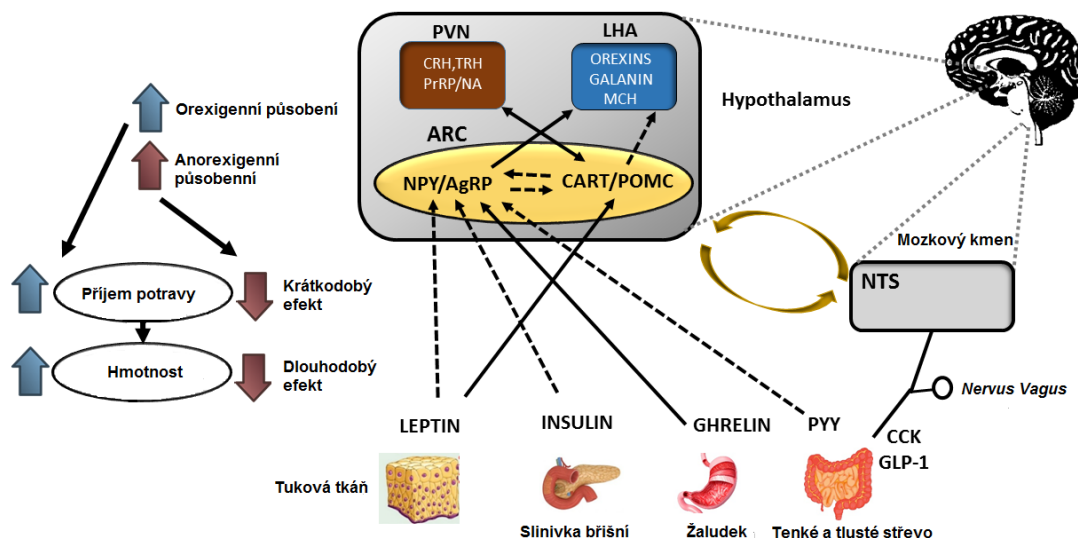 PVN
LHA
CRH,TRH
PrRP/NA
OREXINS
GALANIN
MCH
Hypothalamus
Orexigenní působení
Anorexigenní
působenní
ARC
NPY/AgRP
CART/POMC
Mozkový kmen
NTS
Příjem potravy
Krátkodobý
efekt
Hmotnost
Dlouhodobý
efekt
Nervus Vagus
LEPTIN
INSULIN
GHRELIN
PYY
CCK
GLP-1
Tuková tkáň
Slinivka břišní
Žaludek
Tenké a tlusté střevo